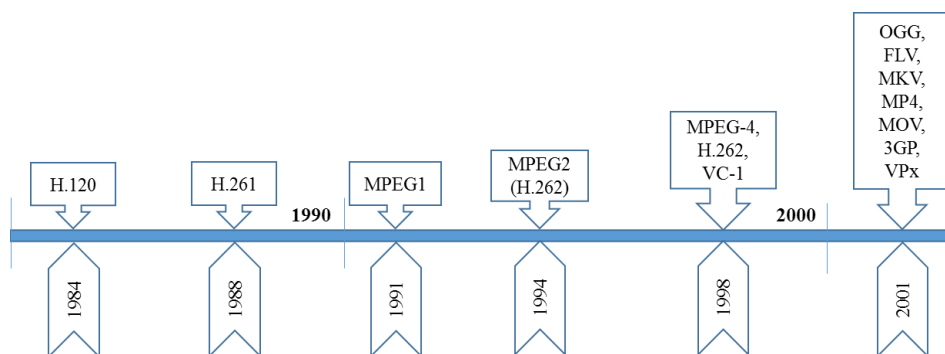 OGG,
FLV,
MKV,
MP4,
MOV,
3GP,
VPx
MPEG-4,
H.262,
VC-1
MPEG2
(H.262)
H.120
H.261
MPEG1
1990
2000
1984
1988
1991
1994
1998
2001